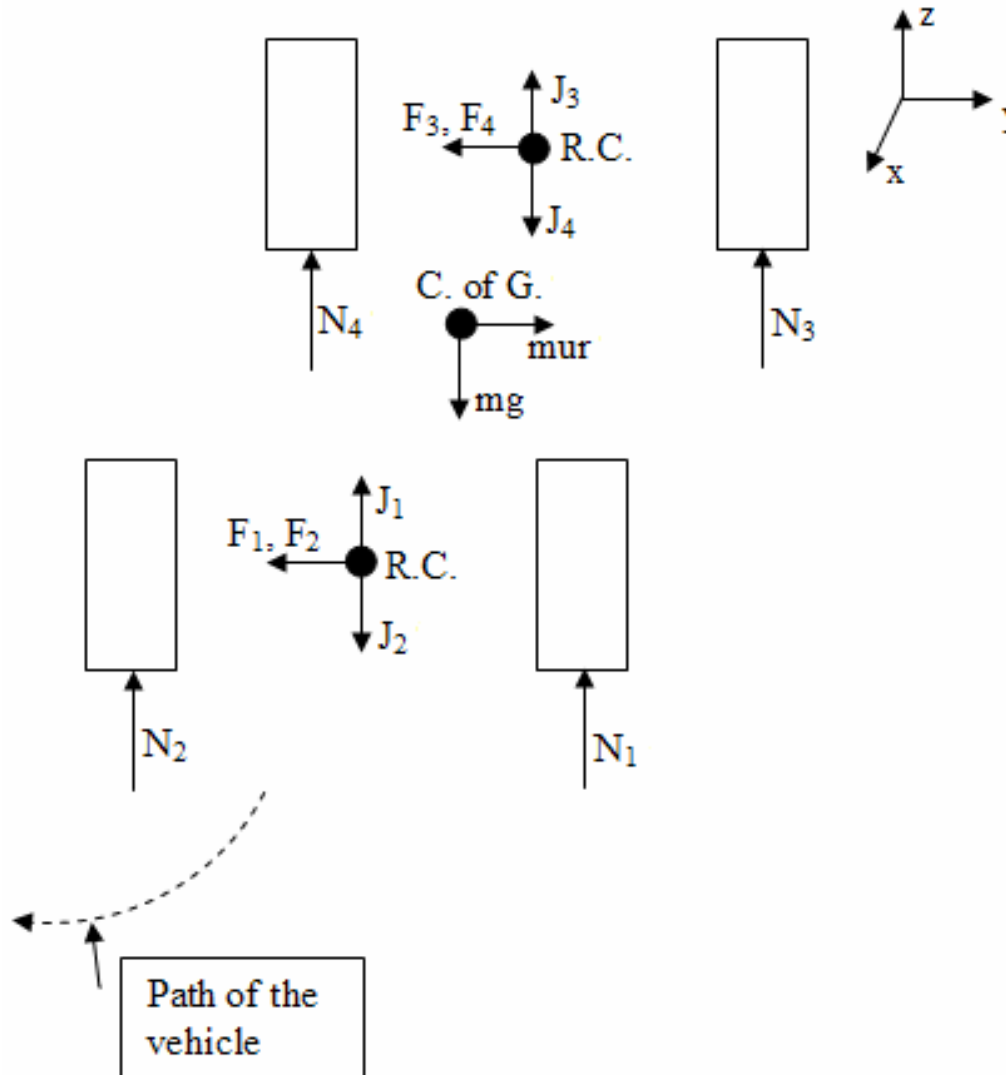 z
J₃
F₃, F₄
R.C.
x
J₄
C. of G.
N₄
mur
N₃
mg
J₁
F₁, F₂
R.C.
J₂
N₂
N₁
Path of the
vehicle